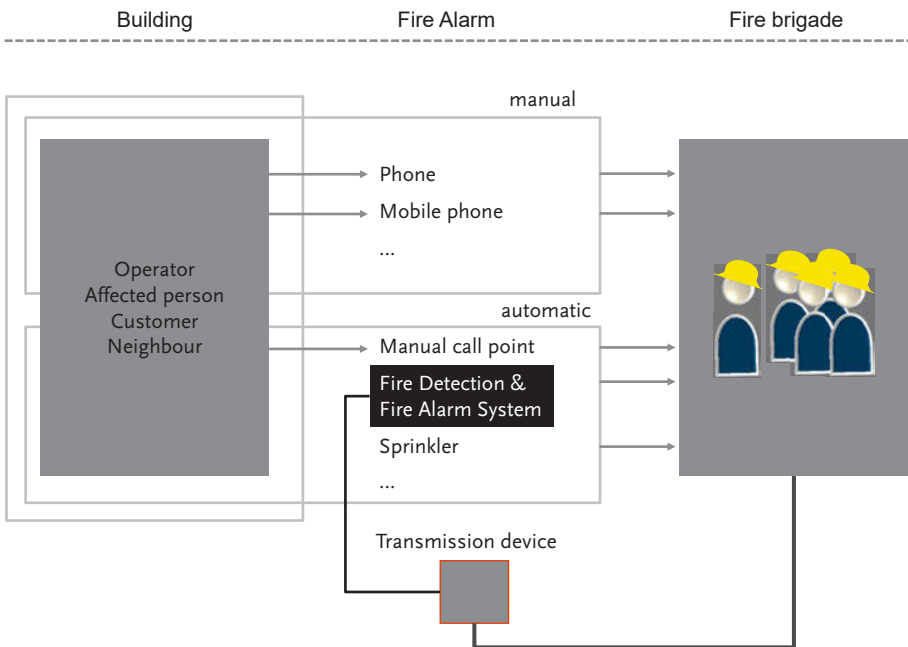 Building
Fire Alarm
Fire brigade
manual
Phone
Mobile phone
...
Operator
Affected person
Customer
Neighbour
automatic
Manual call point
Fire Detection &
Fire Alarm System
Sprinkler
...
Transmission device